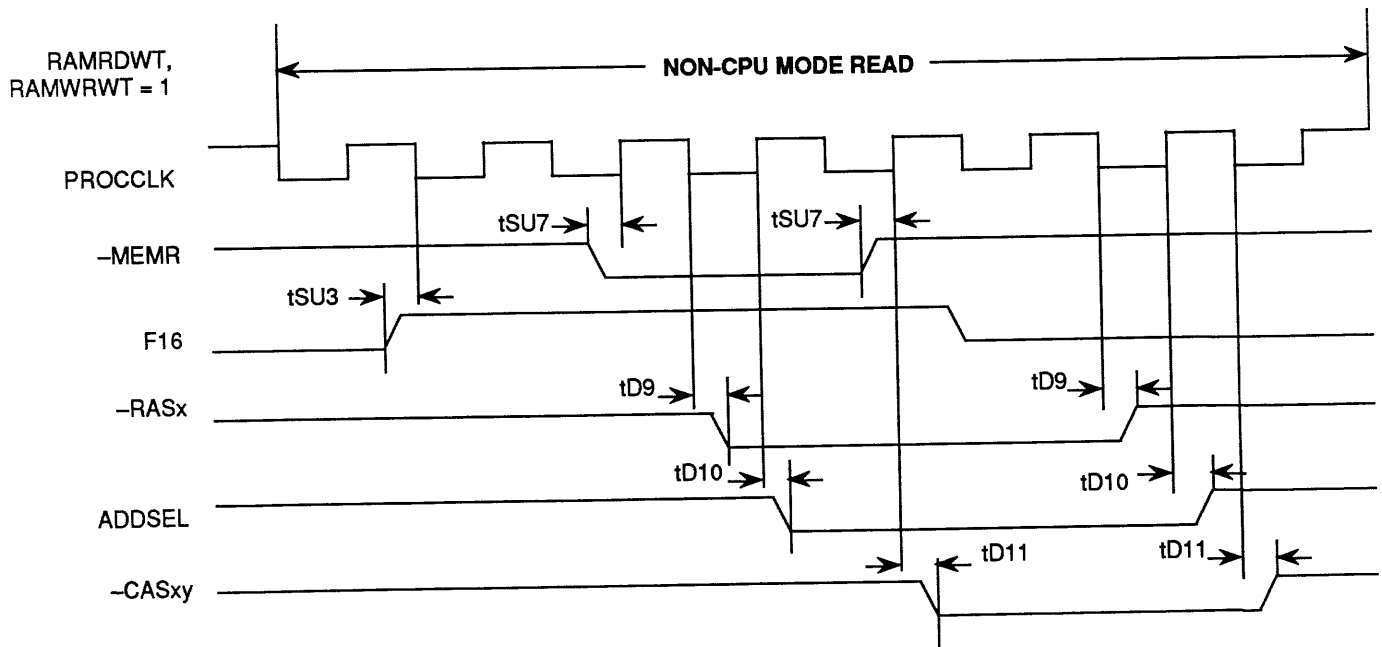 RAMRDWT,
RAMWRWT = 1
NON-CPU MODE READ
PROCCLK
tSU7
tSU7
–MEMR
tSU3
F16
tD9
tD9
–RASx
tD10
tD10
ADDSEL
tD11
tD11
–CASxy